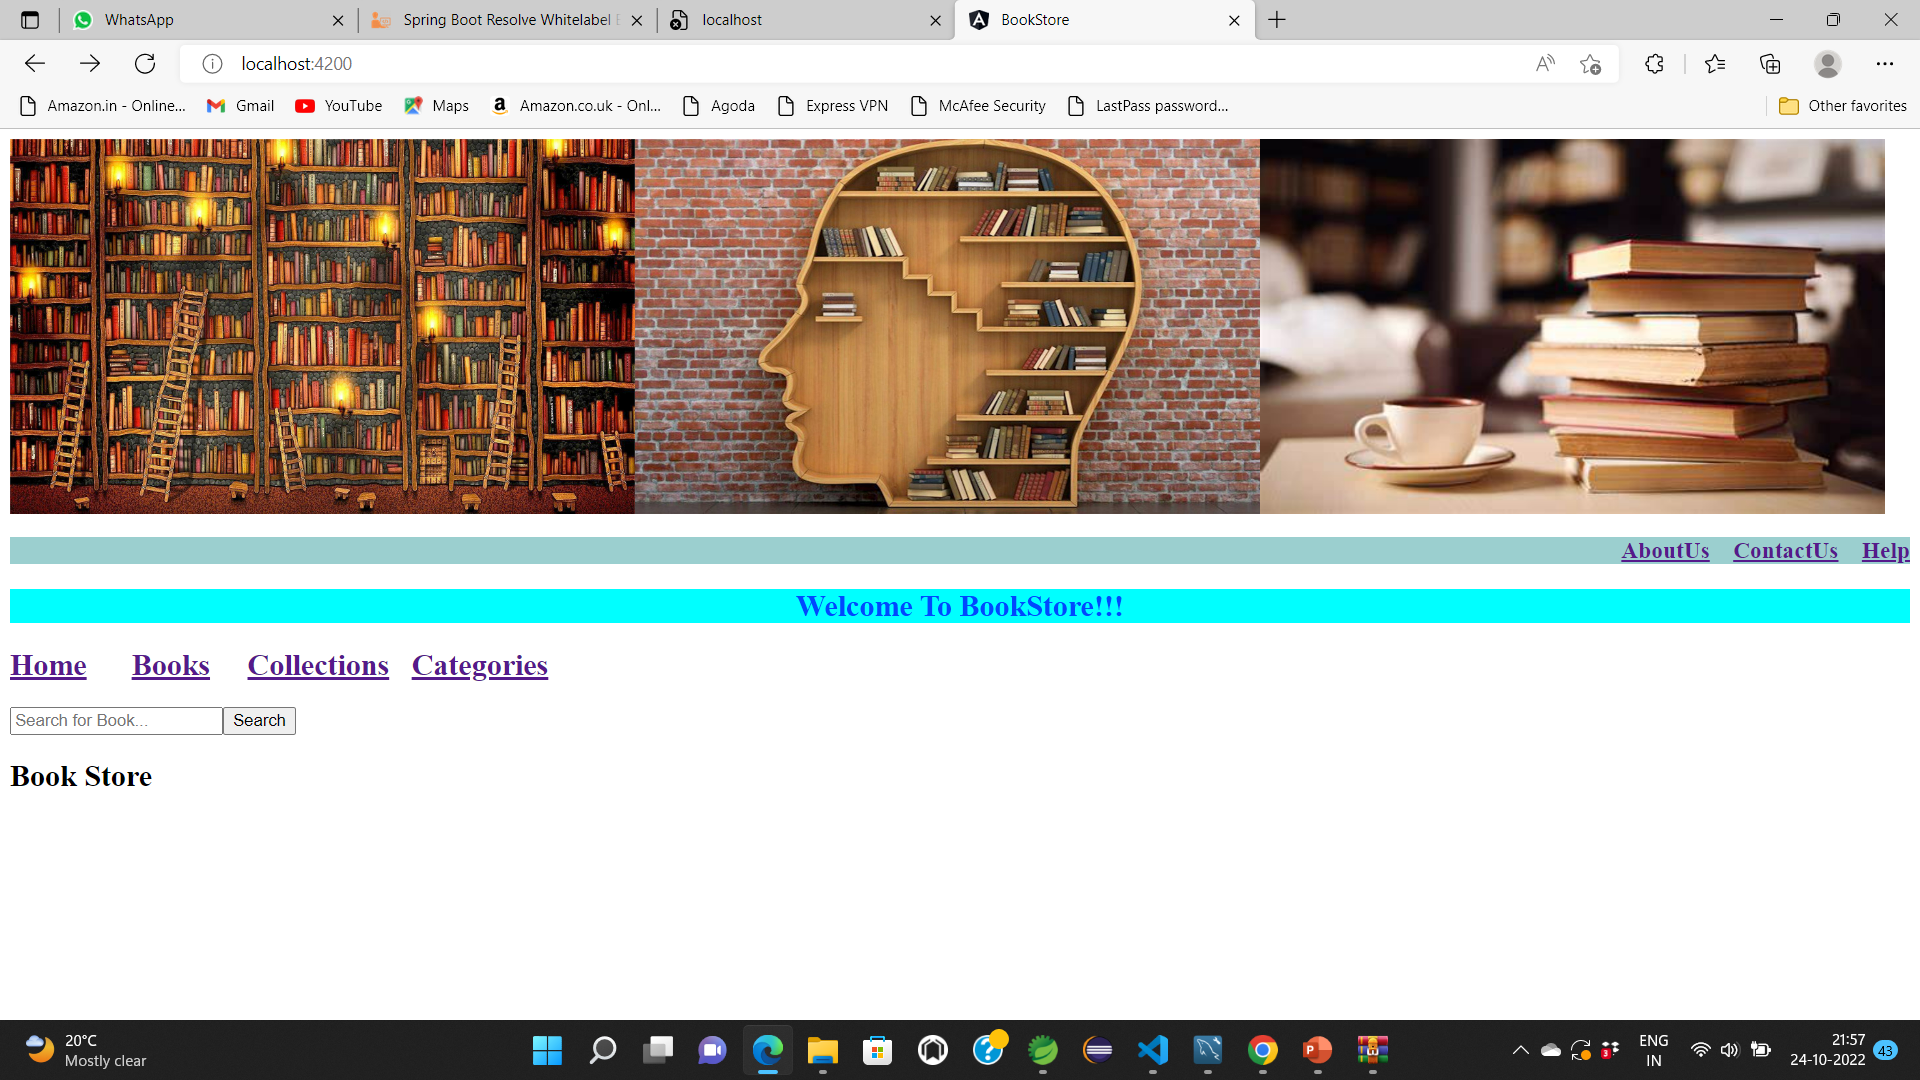 WhatsApp
Spring Boot Resolve Whitelabel E
localhost
BookStore
localhost:4200
Amazon.in - Online...
Gmail
YouTube
Maps
Amazon.co.uk - Onl...
Agoda
Express VPN
McAfee Security
LastPass password...
Other favorites
AboutUs ContactUs Help
Welcome To BookStore!!!
Home Books Collections Categories
Search for Book... Search
Book Store
20°C
Mostly clear
ENG
IN
21:57
24-10-2022
43
3